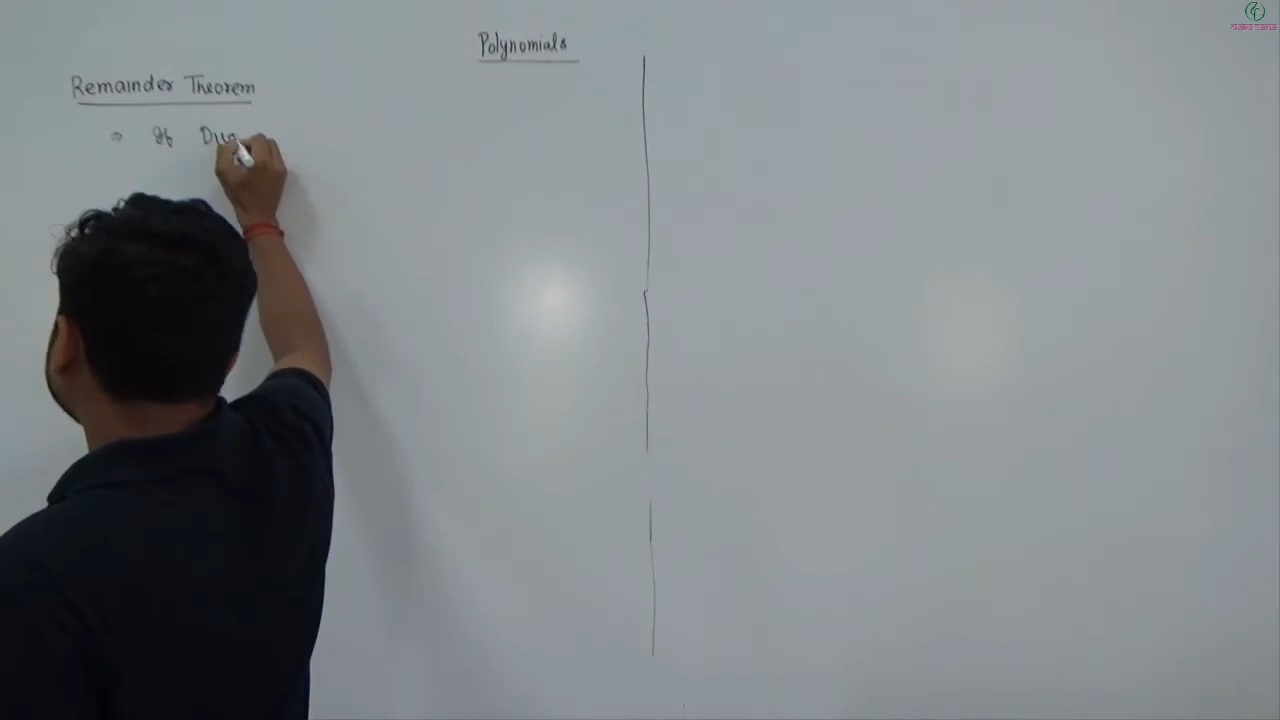 Polynomials
Remainder Theorem
⇒ If